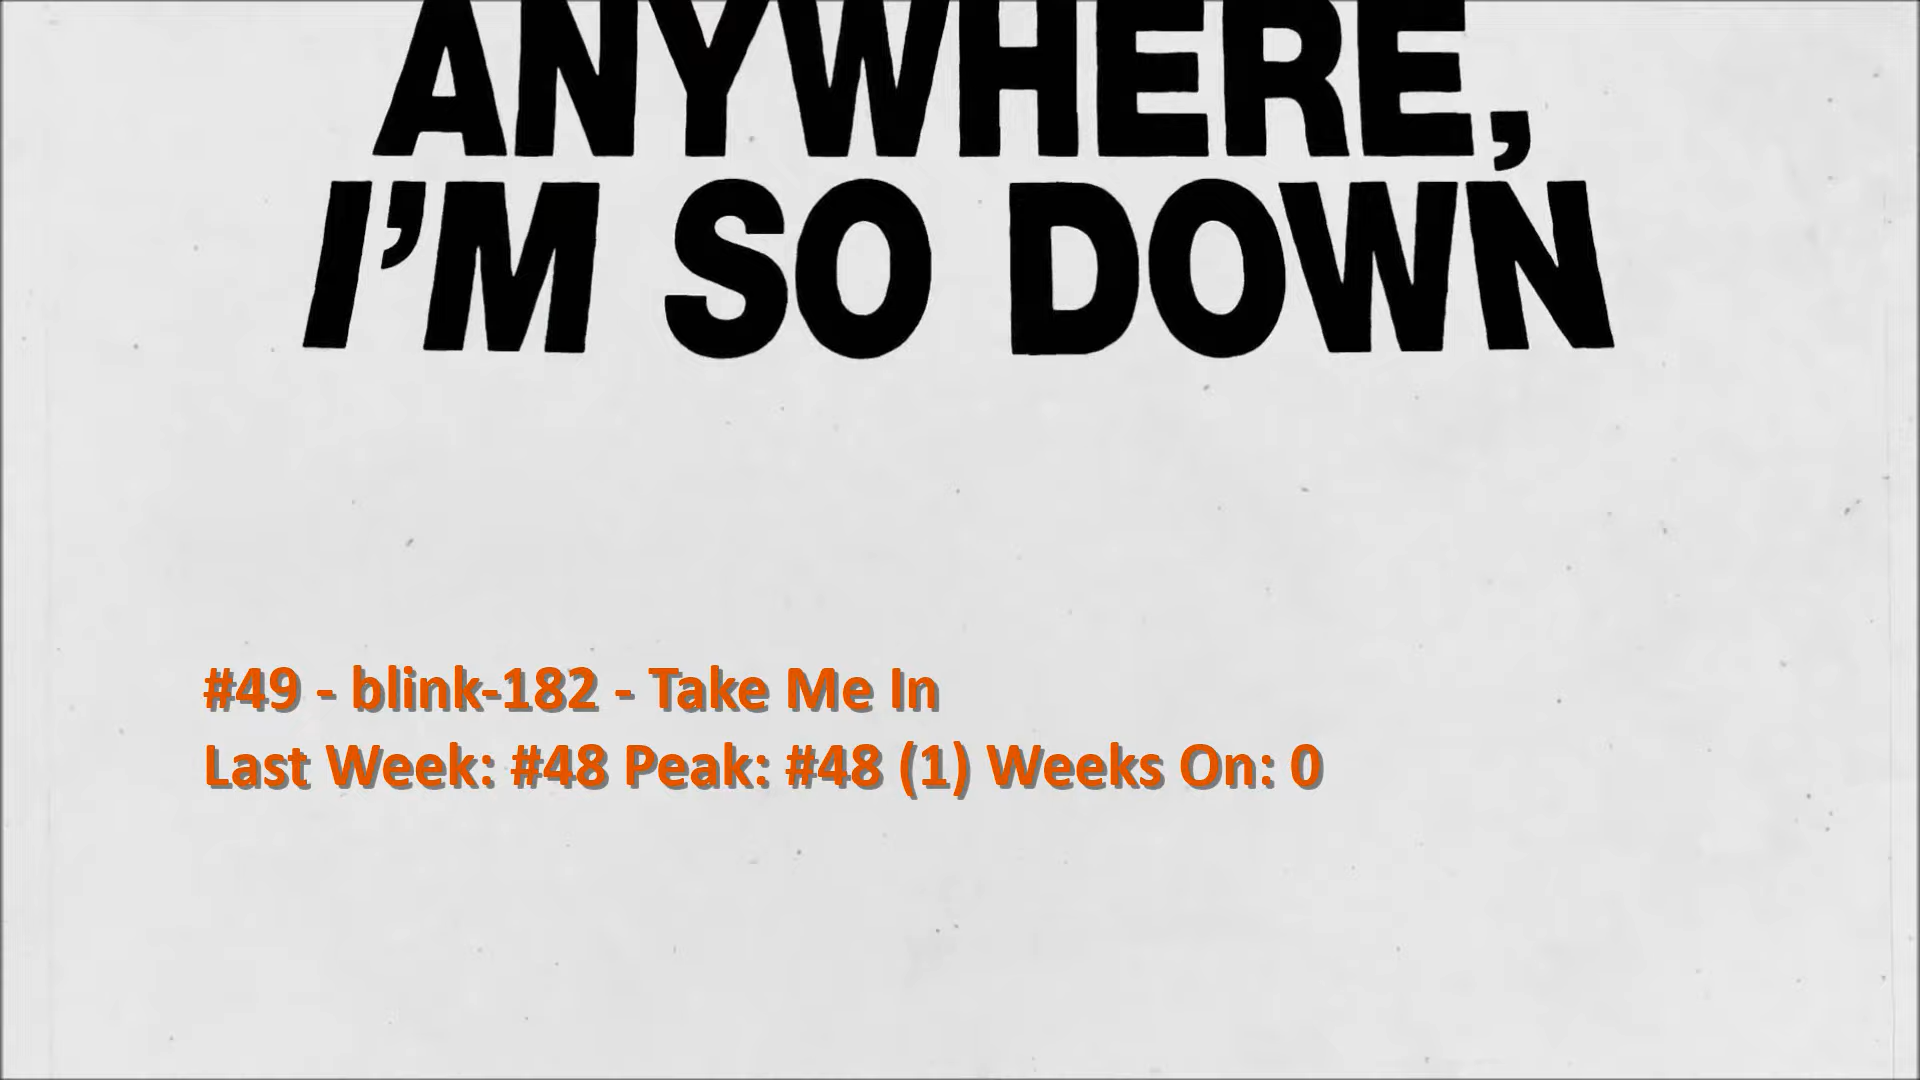 ANYWHERE,
I'M SO DOWN
#49 - blink-182 - Take Me In
Last Week: #48 Peak: #48 (1) Weeks On: 0